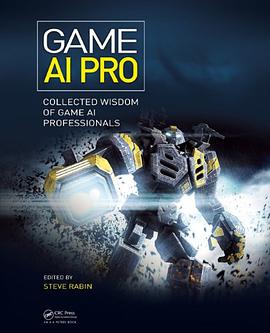 GAME
AI PRO
COLLECTED WISDOM
OF GAME AI
PROFESSIONALS
EDITED BY
STEVE RABIN
CRC Press